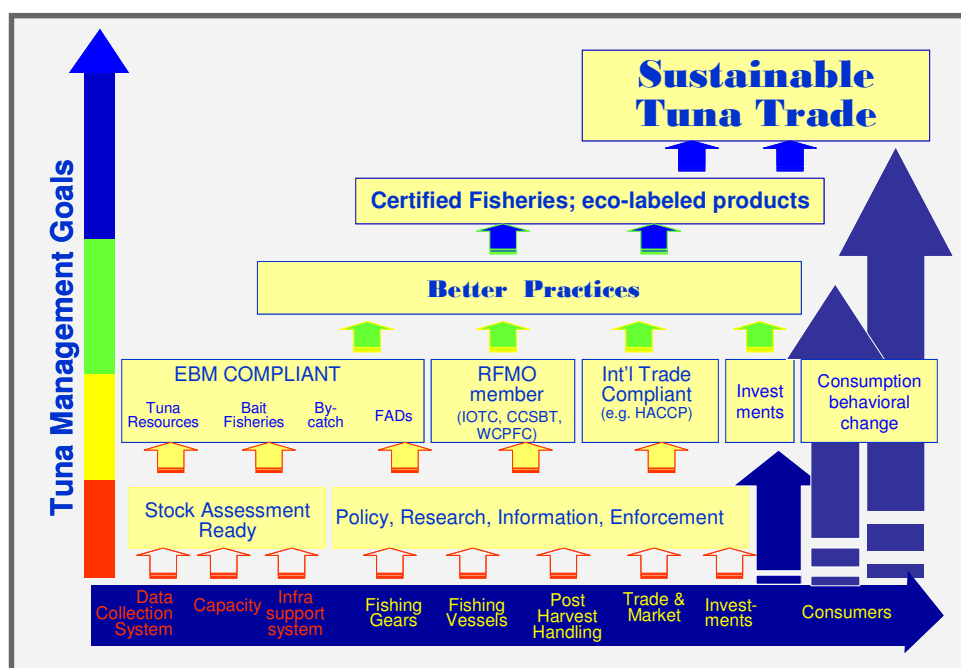 Sustainable
Tuna Trade
Certified Fisheries; eco-labeled products
Better Practices
Tuna Management Goals
EBM COMPLIANT
Tuna
Resources
Bait
Fisheries
By-
catch
FADs
RFMO
member
(IOTC, CCSBT,
WCPFC)
Int'l Trade
Compliant
(e.g. HACCP)
Invest
ments
Consumption
behavioral
change
Stock Assessment
Ready
Policy, Research, Information, Enforcement
Data
Collection
System
Capacity
Infra
support
system
Fishing
Gears
Fishing
Vessels
Post
Harvest
Handling
Trade &
Market
Invest-
ments
Consumers